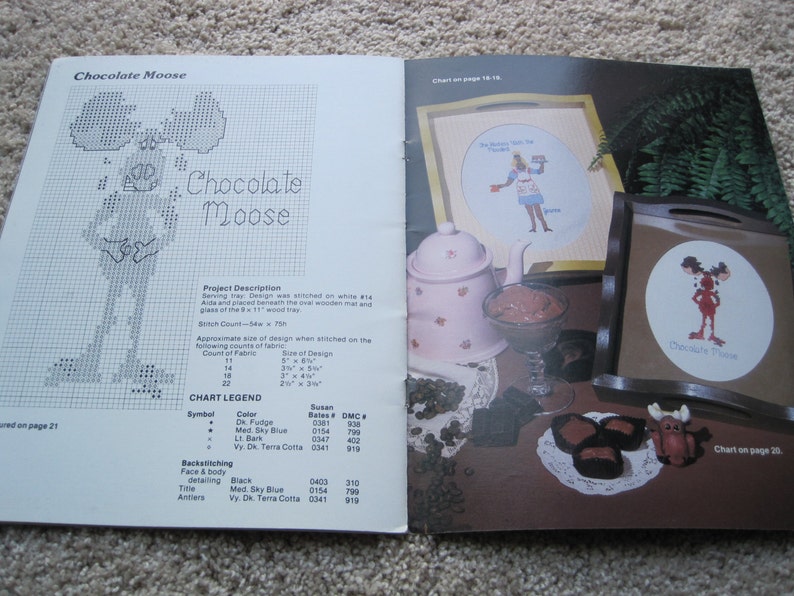 Chocolate Moose
Chocolate
Moose
Project Description
Serving tray: Design was stitched on white #14
Aida and placed beneath the oval wooden mat and
glass of the 9 × 11" wood tray.
Stitch Count—54w × 75h
Approximate size of design when stitched on the
following counts of fabric:
Count of Fabric Size of Design
11 5" × 6⅞"
14 3⅞" × 5⅜"
18 3" × 4⅛"
22 2½" × 3⅜"
CHART LEGEND
Symbol Color Susan Bates # DMC #
Dk. Fudge 0381 938
★ Med. Sky Blue 0154 799
× Lt. Bark 0347 402
⋄ Vy. Dk. Terra Cotta 0341 919
Backstitching
Face & body
detailing Black 0403 310
Title Med. Sky Blue 0154 799
Antlers Vy. Dk. Terra Cotta 0341 919
ured on page 21
Chart on page 18-19.
The With the
Chocolate Moose
Chart on page 20.